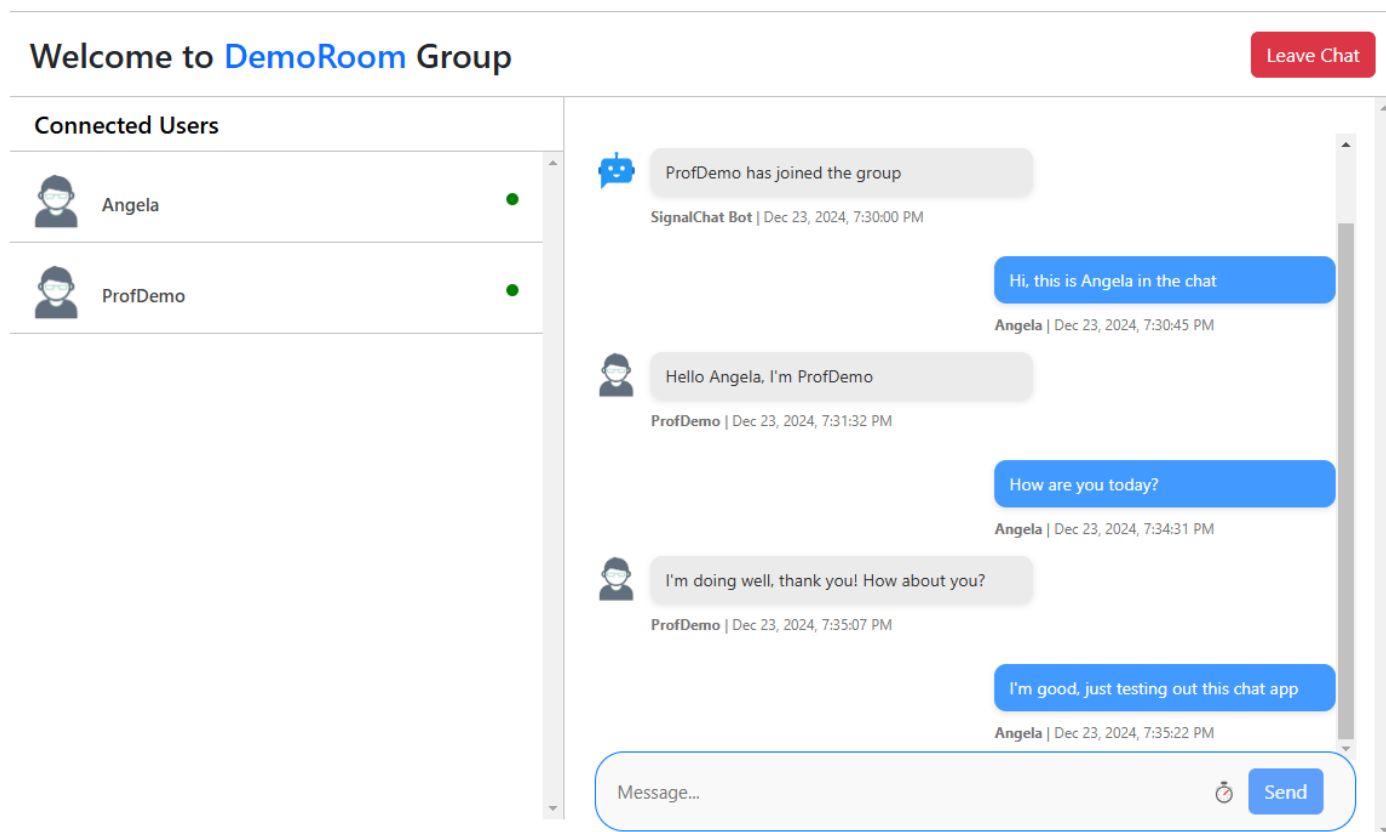 Welcome to DemoRoom Group
Leave Chat
Connected Users
Angela
ProfDemo
ProfDemo has joined the group
SignalChat Bot | Dec 23, 2024, 7:30:00 PM
Hi, this is Angela in the chat
Angela | Dec 23, 2024, 7:30:45 PM
Hello Angela, I'm ProfDemo
ProfDemo | Dec 23, 2024, 7:31:32 PM
How are you today?
Angela | Dec 23, 2024, 7:34:31 PM
I'm doing well, thank you! How about you?
ProfDemo | Dec 23, 2024, 7:35:07 PM
I'm good, just testing out this chat app
Angela | Dec 23, 2024, 7:35:22 PM
Message...
Send